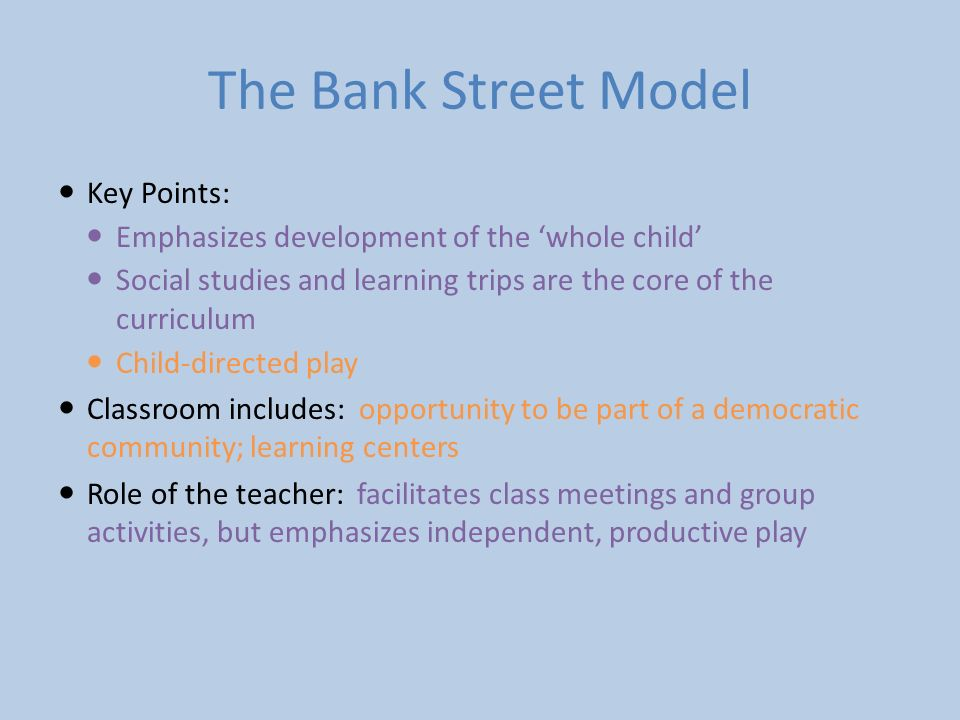 The Bank Street Model
• Key Points:
• Emphasizes development of the ‘whole child’
• Social studies and learning trips are the core of the
curriculum
• Child-directed play
• Classroom includes: opportunity to be part of a democratic
community; learning centers
• Role of the teacher: facilitates class meetings and group
activities, but emphasizes independent, productive play